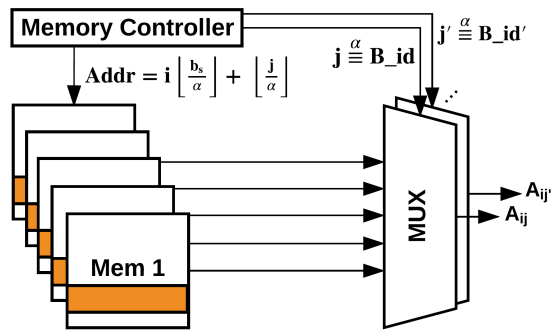 Memory Controller
j' ≡^α B_id'
j ≡^α B_id
Addr = i ⌊b_s/α⌋ + ⌊j/α⌋
MUX
A_ij'
A_ij
Mem 1